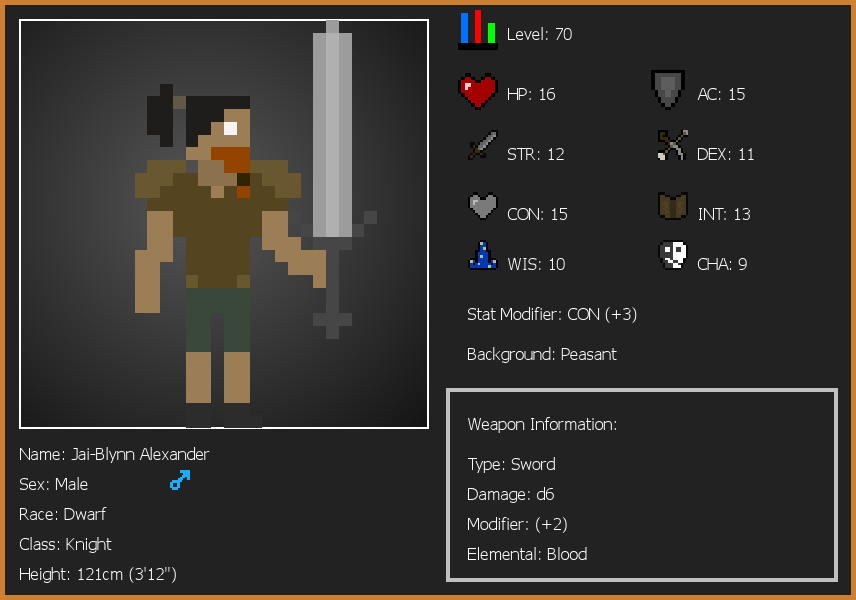 Level: 70
HP: 16
AC: 15
STR: 12
DEX: 11
CON: 15
INT: 13
WIS: 10
CHA: 9
Stat Modifier: CON (+3)
Background: Peasant
Weapon Information:
Type: Sword
Damage: d6
Modifier: (+2)
Elemental: Blood
Name: Jai-Blynn Alexander
Sex: Male
Race: Dwarf
Class: Knight
Height: 121cm (3'12")